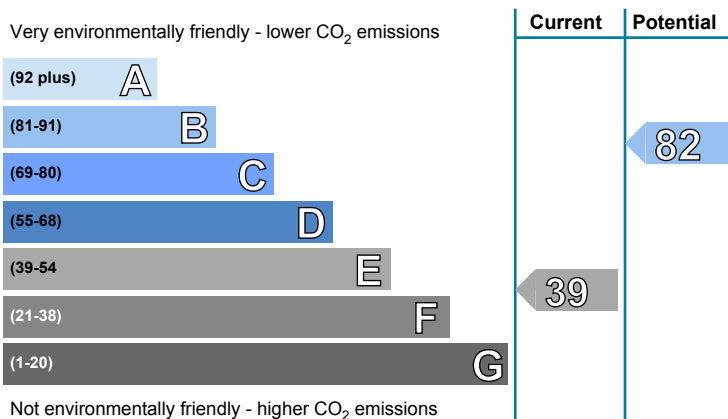 Current Potential
Very environmentally friendly - lower CO2 emissions
(92 plus) A
(81-91) B
82
(69-80) C
(55-68) D
(39-54 E
39
(21-38) F
(1-20) G
Not environmentally friendly - higher CO2 emissions